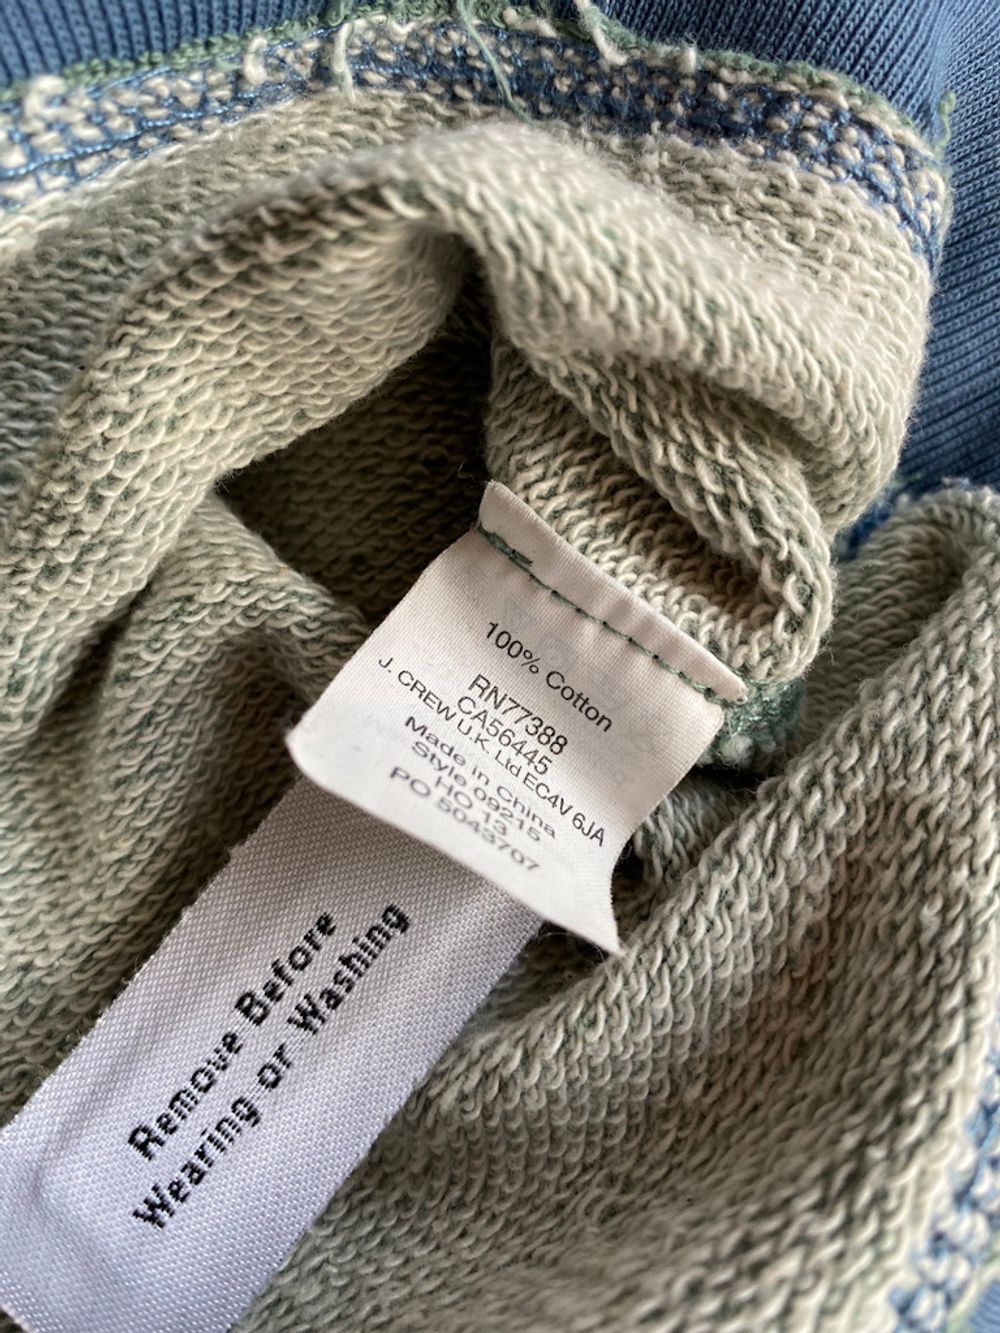 100% Cotton
RN77388
CA56445
J. CREW U.K. Ltd EC4V 6JA
Made in China
Style 09215
HO 13
PO 5043707
Remove Before
Wearing or Washing